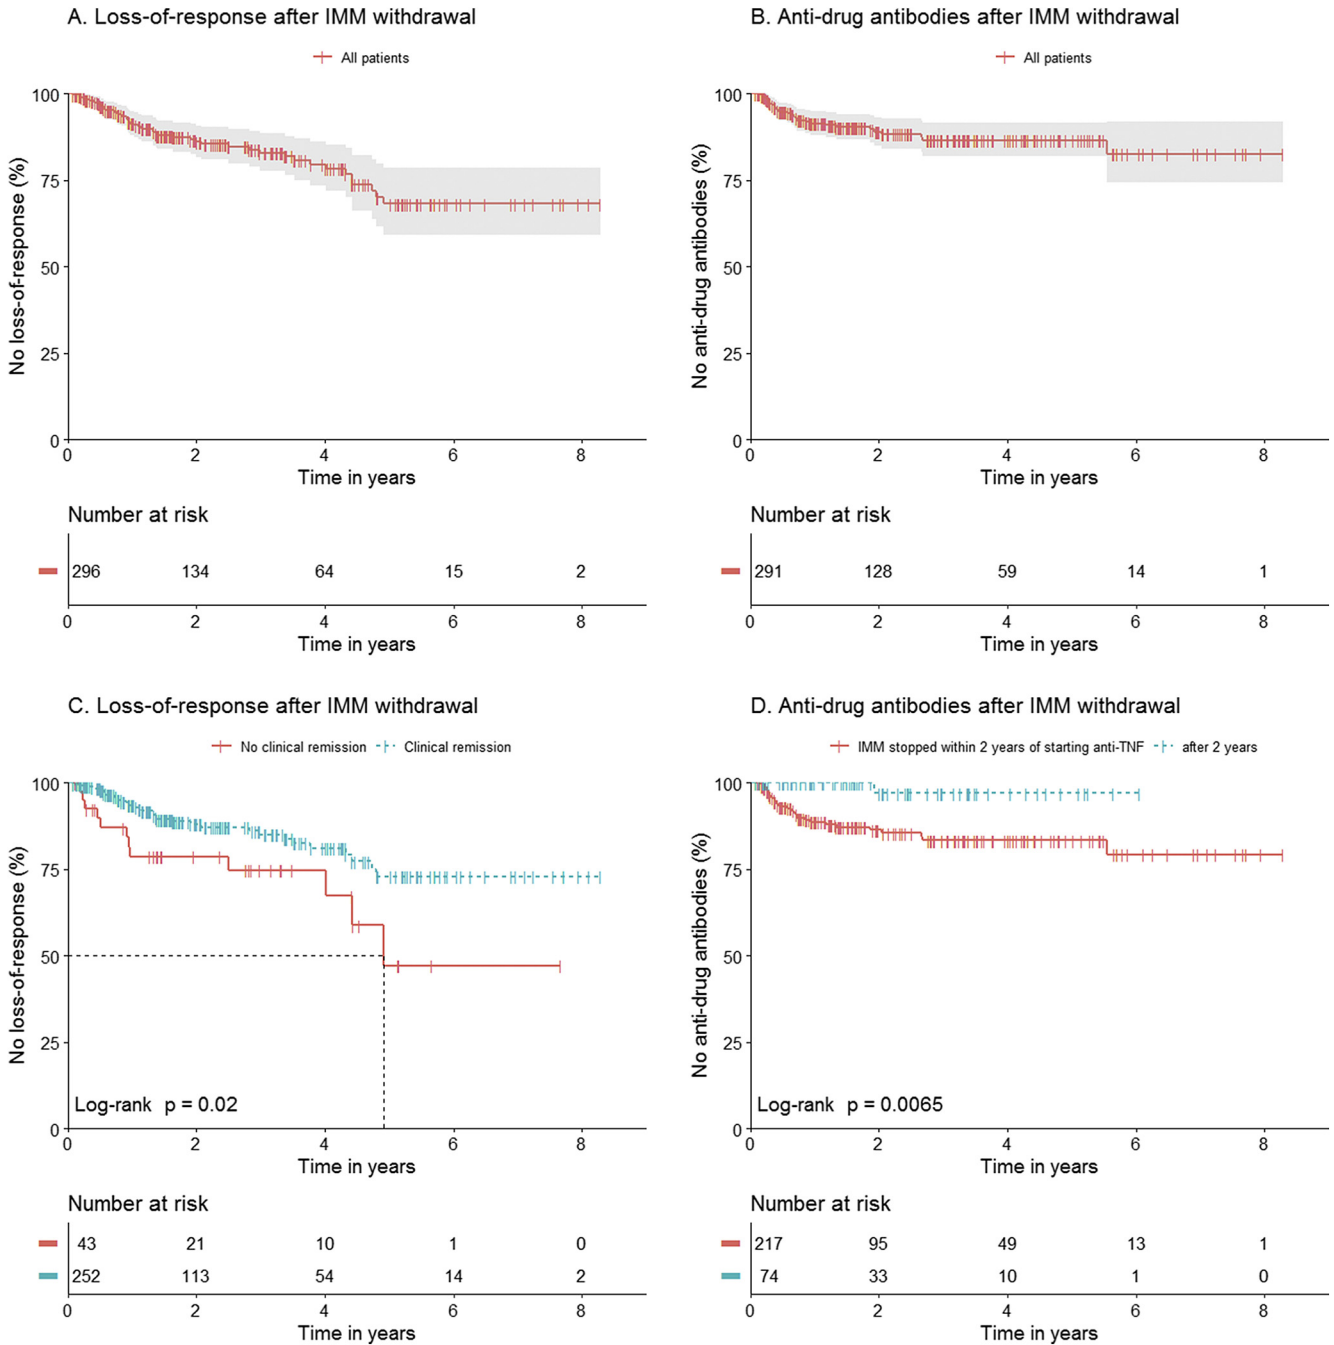 A. Loss-of-response after IMM withdrawal
All patients
No loss-of-response (%)
100
75
50
25
0
0 2 4 6 8
Time in years
Number at risk
296 134 64 15 2
0 2 4 6 8
Time in years
B. Anti-drug antibodies after IMM withdrawal
All patients
No anti-drug antibodies (%)
100
75
50
25
0
0 2 4 6 8
Time in years
Number at risk
291 128 59 14 1
0 2 4 6 8
Time in years
C. Loss-of-response after IMM withdrawal
No clinical remission Clinical remission
No loss-of-response (%)
100
75
50
25
0
Log-rank p = 0.02
0 2 4 6 8
Time in years
Number at risk
43 21 10 1 0
252 113 54 14 2
0 2 4 6 8
Time in years
D. Anti-drug antibodies after IMM withdrawal
IMM stopped within 2 years of starting anti-TNF after 2 years
No anti-drug antibodies (%)
100
75
50
25
0
Log-rank p = 0.0065
0 2 4 6 8
Time in years
Number at risk
217 95 49 13 1
74 33 10 1 0
0 2 4 6 8
Time in years